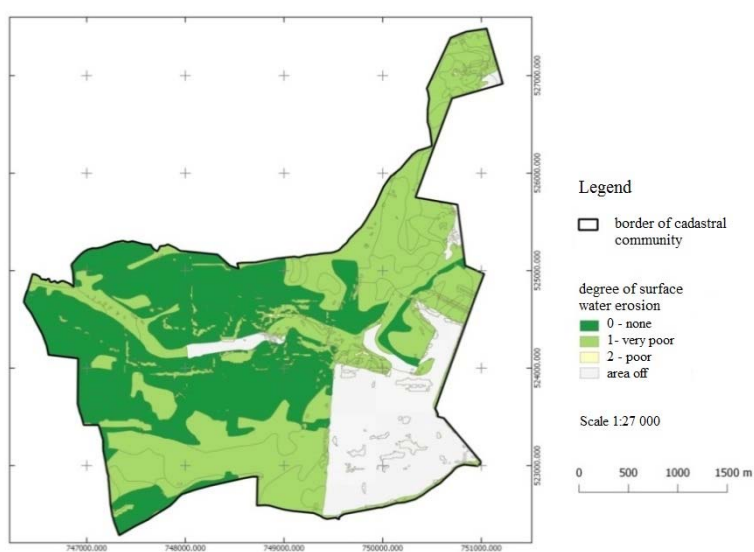 527000.000
526000.000
525000.000
524000.000
523000.000
747000.000 748000.000 749000.000 750000.000 751000.000
Legend
border of cadastral
community
degree of surface
water erosion
0 - none
1- very poor
2 - poor
area off
Scale 1:27 000
0 500 1000 1500 m